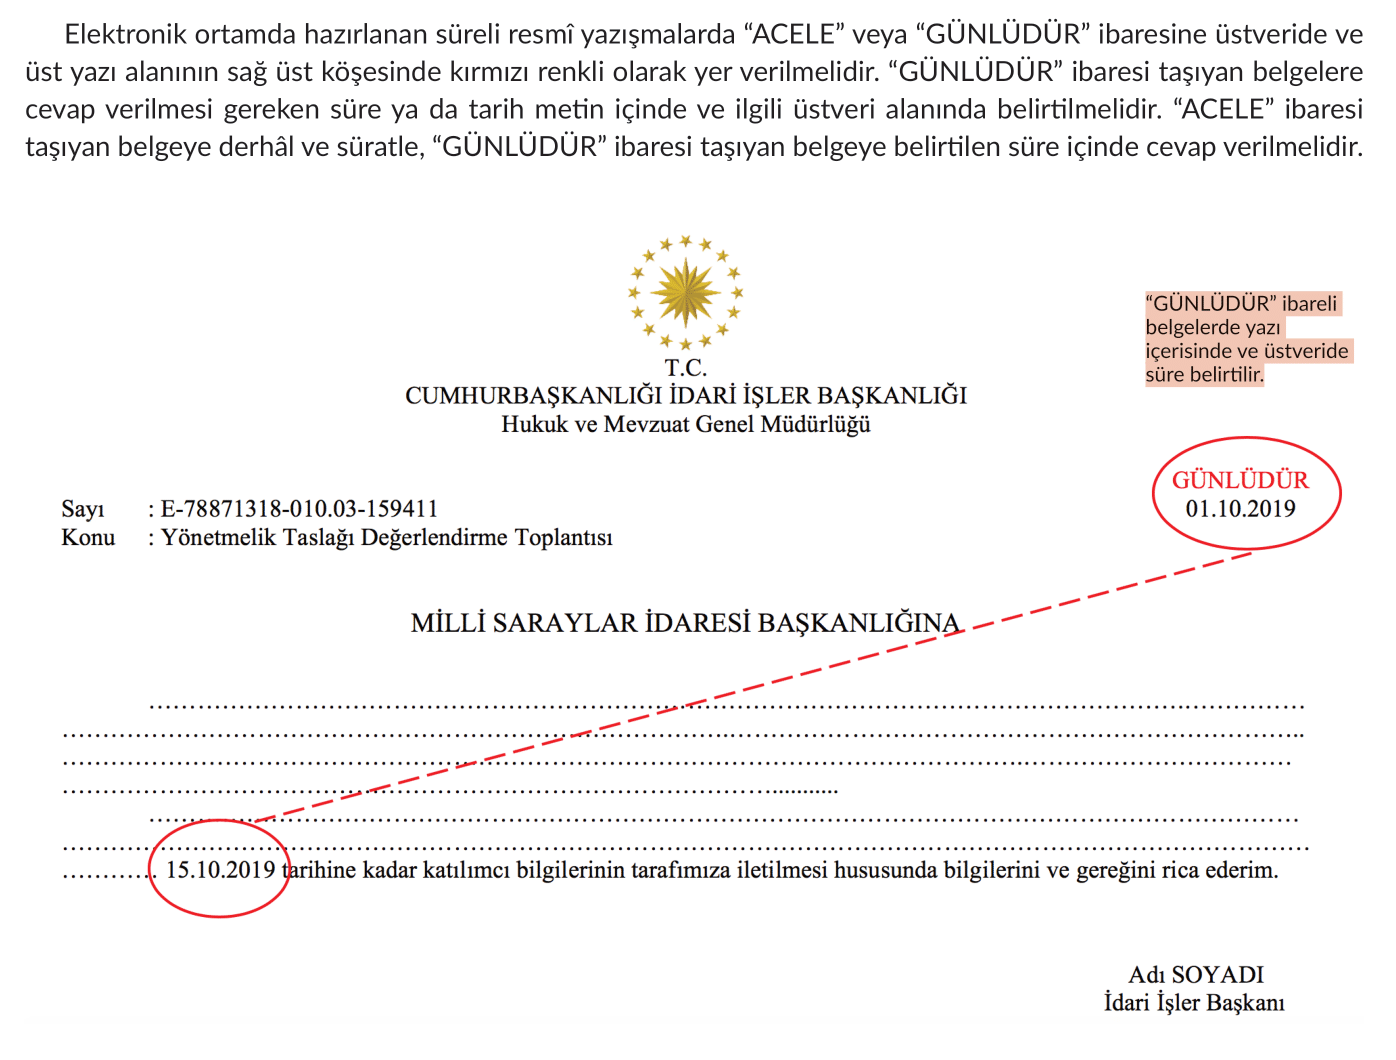 Elektronik ortamda hazırlanan süreli resmî yazışmalarda “ACELE” veya “GÜNLÜDÜR” ibaresine üstveride ve
üst yazı alanının sağ üst köşesinde kırmızı renkli olarak yer verilmelidir. “GÜNLÜDÜR” ibaresi taşıyan belgelere
cevap verilmesi gereken süre ya da tarih metin içinde ve ilgili üstveri alanında belirtilmelidir. “ACELE” ibaresi
taşıyan belgeye derhâl ve süratle, “GÜNLÜDÜR” ibaresi taşıyan belgeye belirtilen süre içinde cevap verilmelidir.
“GÜNLÜDÜR” ibareli
belgelerde yazı
içerisinde ve üstveride
süre belirtilir.
T.C.
CUMHURBAŞKANLIĞI İDARİ İŞLER BAŞKANLIĞI
Hukuk ve Mevzuat Genel Müdürlüğü
GÜNLÜDÜR
01.10.2019
Sayı : E-78871318-010.03-159411
Konu : Yönetmelik Taslağı Değerlendirme Toplantısı
MİLLİ SARAYLAR İDARESİ BAŞKANLIĞINA
............ 15.10.2019 tarihine kadar katılımcı bilgilerinin tarafımıza iletilmesi hususunda bilgilerini ve gereğini rica ederim.
Adı SOYADI
İdari İşler Başkanı